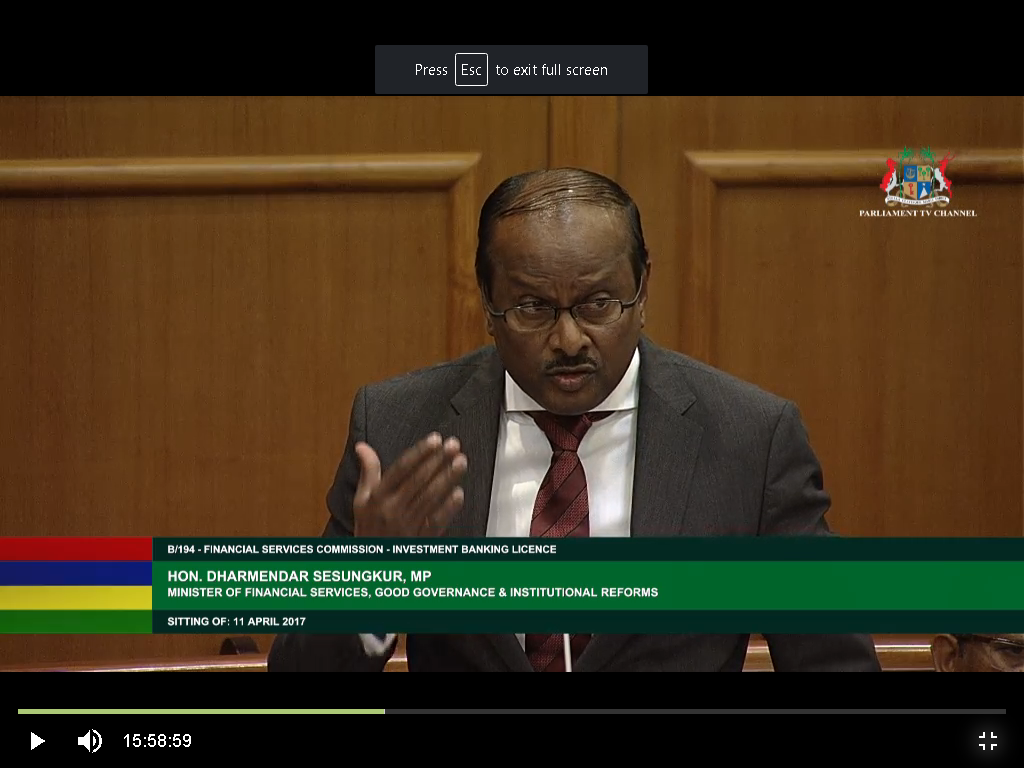 Press Esc to exit full screen
PARLIAMENT TV CHANNEL
B/194 - FINANCIAL SERVICES COMMISSION - INVESTMENT BANKING LICENCE
HON. DHARMENDAR SESUNGKUR, MP
MINISTER OF FINANCIAL SERVICES, GOOD GOVERNANCE & INSTITUTIONAL REFORMS
SITTING OF: 11 APRIL 2017
15:58:59